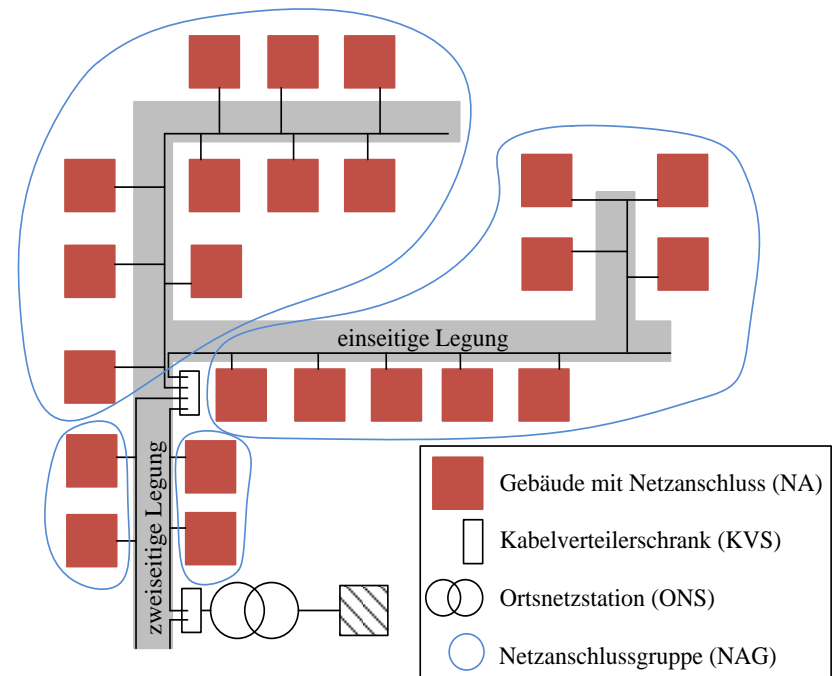 einseitige Legung
zweiseitige Legung
Gebäude mit Netzanschluss (NA)
Kabelverteilerschrank (KVS)
Ortsnetzstation (ONS)
Netzanschlussgruppe (NAG)